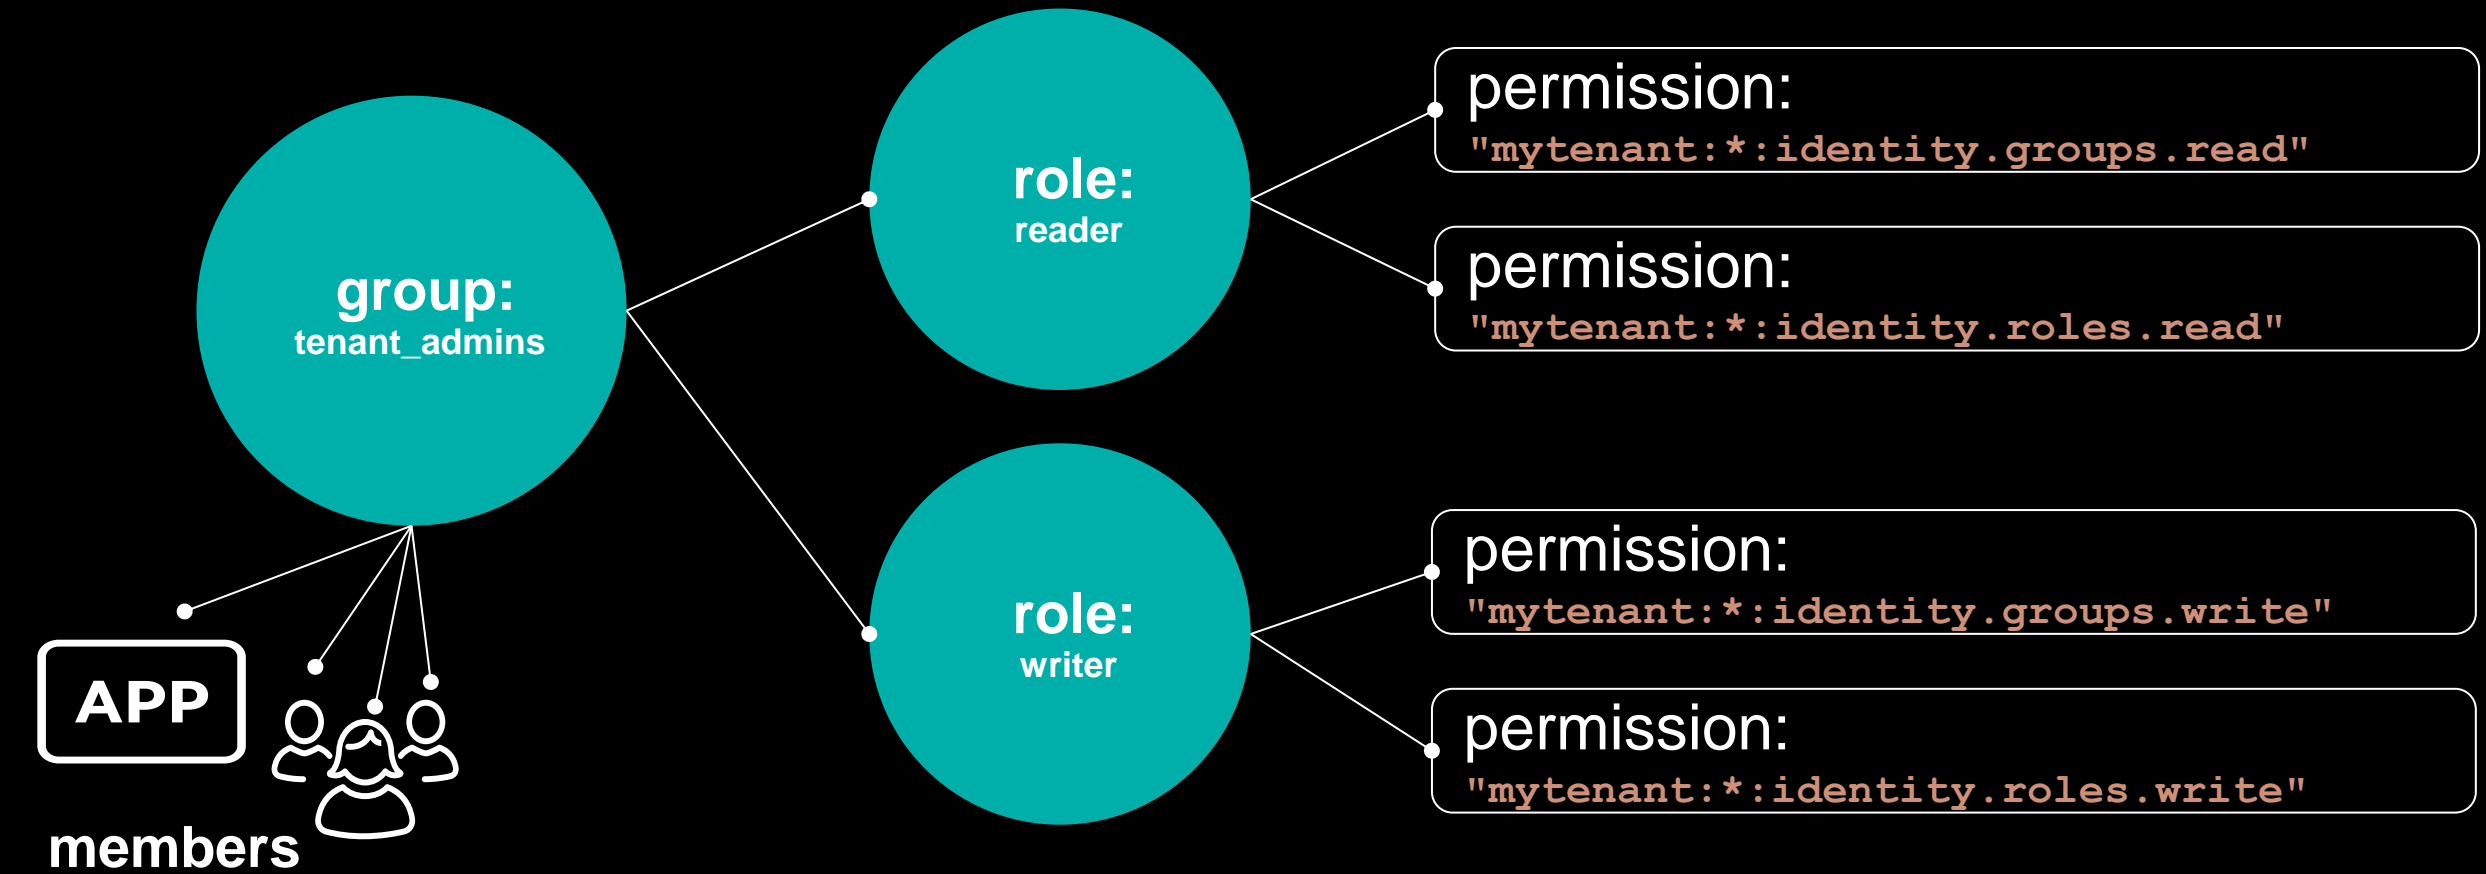 group:
tenant_admins
APP
members
role:
reader
permission:
"mytenant:*:identity.groups.read"
permission:
"mytenant:*:identity.roles.read"
role:
writer
permission:
"mytenant:*:identity.groups.write"
permission:
"mytenant:*:identity.roles.write"